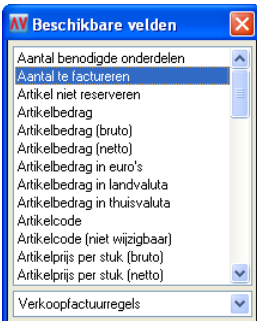 AV Beschikbare velden
Aantal benodigde onderdelen
Aantal te factureren
Artikel niet reserveren
Artikelbedrag
Artikelbedrag (bruto)
Artikelbedrag (netto)
Artikelbedrag in euro's
Artikelbedrag in landvaluta
Artikelbedrag in thuisvaluta
Artikelcode
Artikelcode (niet wijzigbaar)
Artikelprijs per stuk (bruto)
Artikelprijs per stuk (netto)
Verkoopfactuurregels